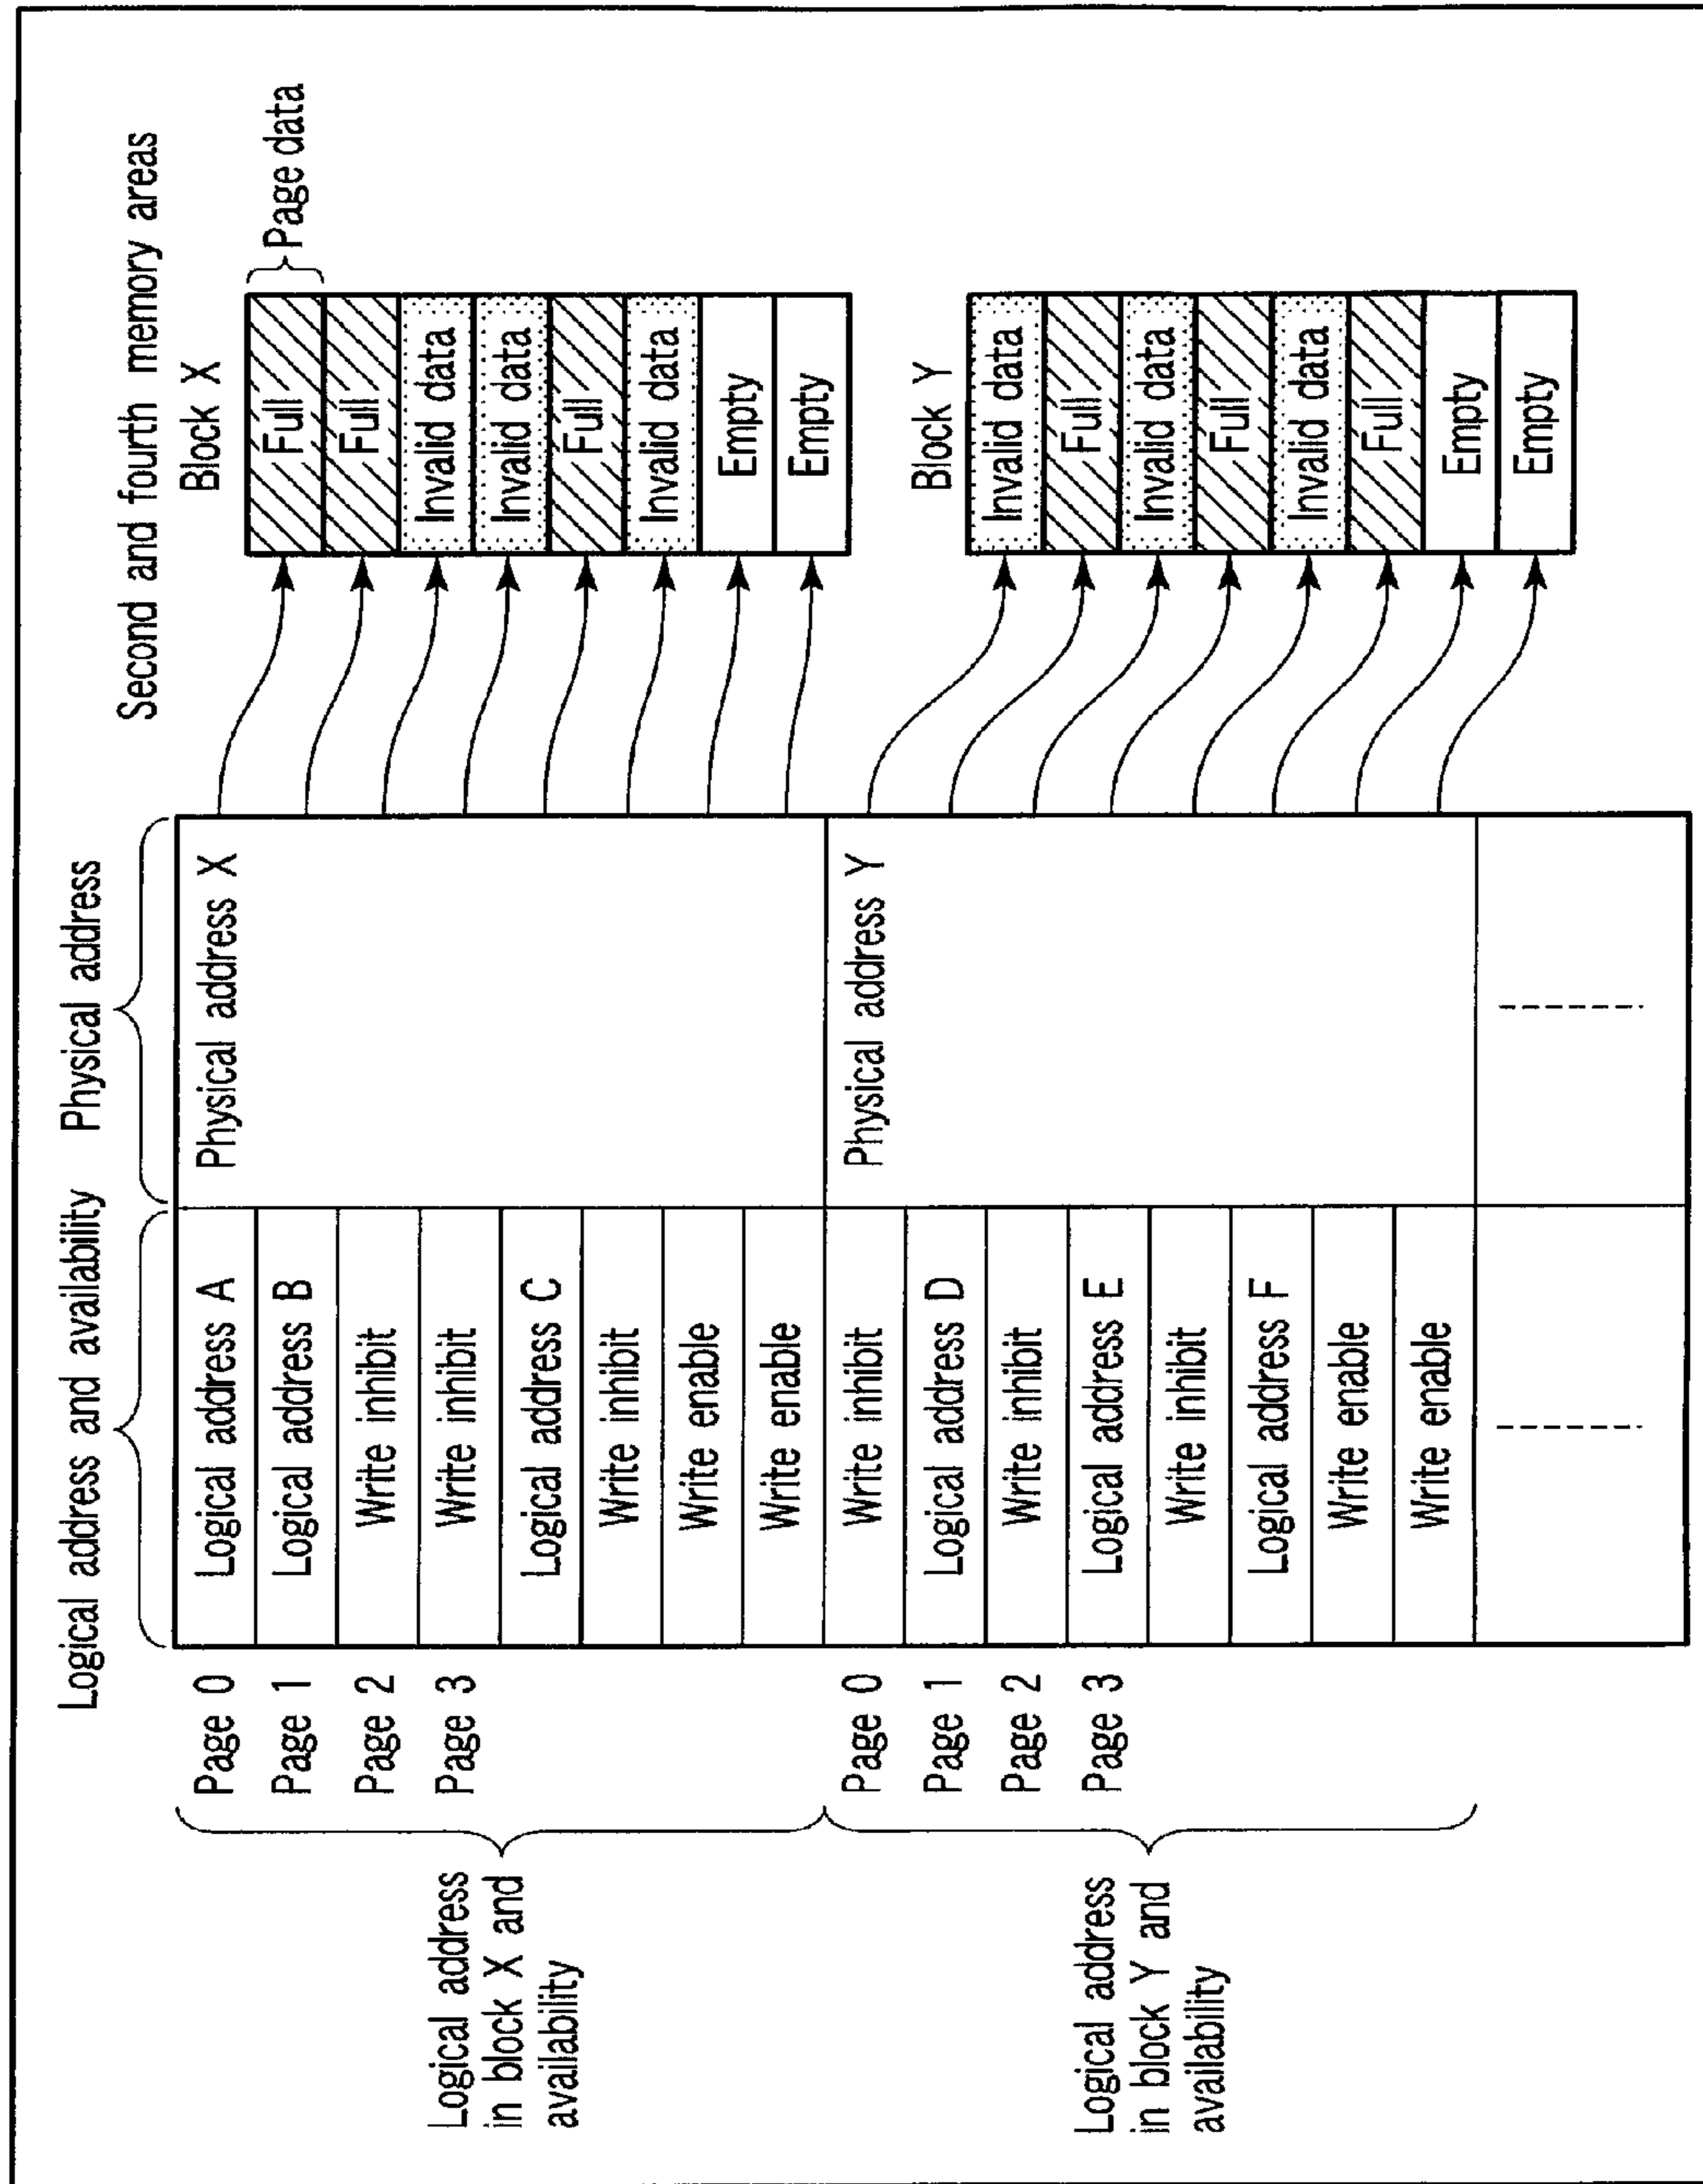 Logical address and availability
Physical address
Second and fourth memory areas
Logical address
in block X and
availability
Page 0
Page 1
Page 2
Page 3
Logical address A
Logical address B
Write inhibit
Write inhibit
Logical address C
Write inhibit
Write enable
Write enable
Physical address X
Block X
Page data
Full
Full
Invalid data
Invalid data
Full
Invalid data
Empty
Empty
Logical address
in block Y and
availability
Page 0
Page 1
Page 2
Page 3
Write inhibit
Logical address D
Write inhibit
Logical address E
Write inhibit
Logical address F
Write enable
Write enable
Physical address Y
Block Y
Invalid data
Full
Invalid data
Full
Invalid data
Full
Empty
Empty